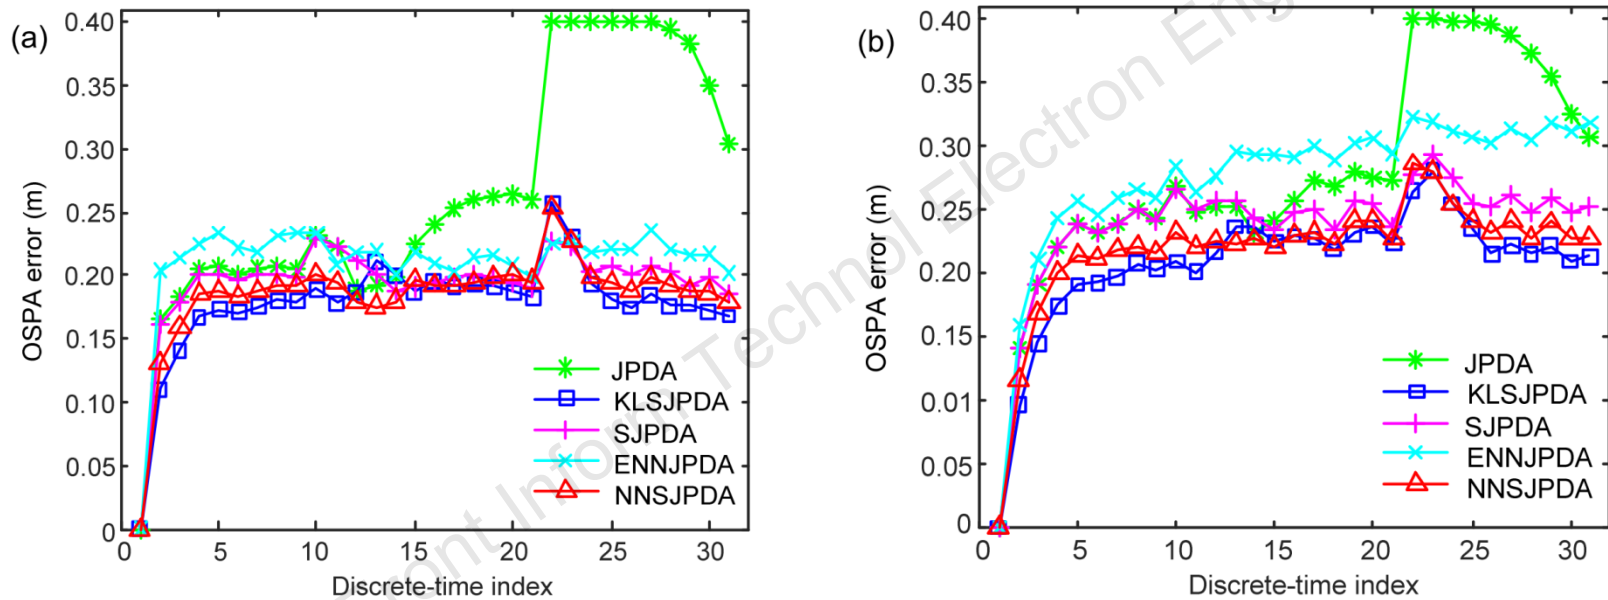 (a)
OSPA error (m)
0.40
0.35
0.30
0.25
0.20
0.15
0.10
0.05
0
0 5 10 15 20 25 30
Discrete-time index
JPDA
KLSJPDA
SJPDA
ENNJPDA
NNSJPDA
(b)
OSPA error (m)
0.40
0.35
0.30
0.25
0.20
0.15
0.01
0.05
0
0 5 10 15 20 25 30
Discrete-time index
JPDA
KLSJPDA
SJPDA
ENNJPDA
NNSJPDA
ront Inform Technol Electron Eng